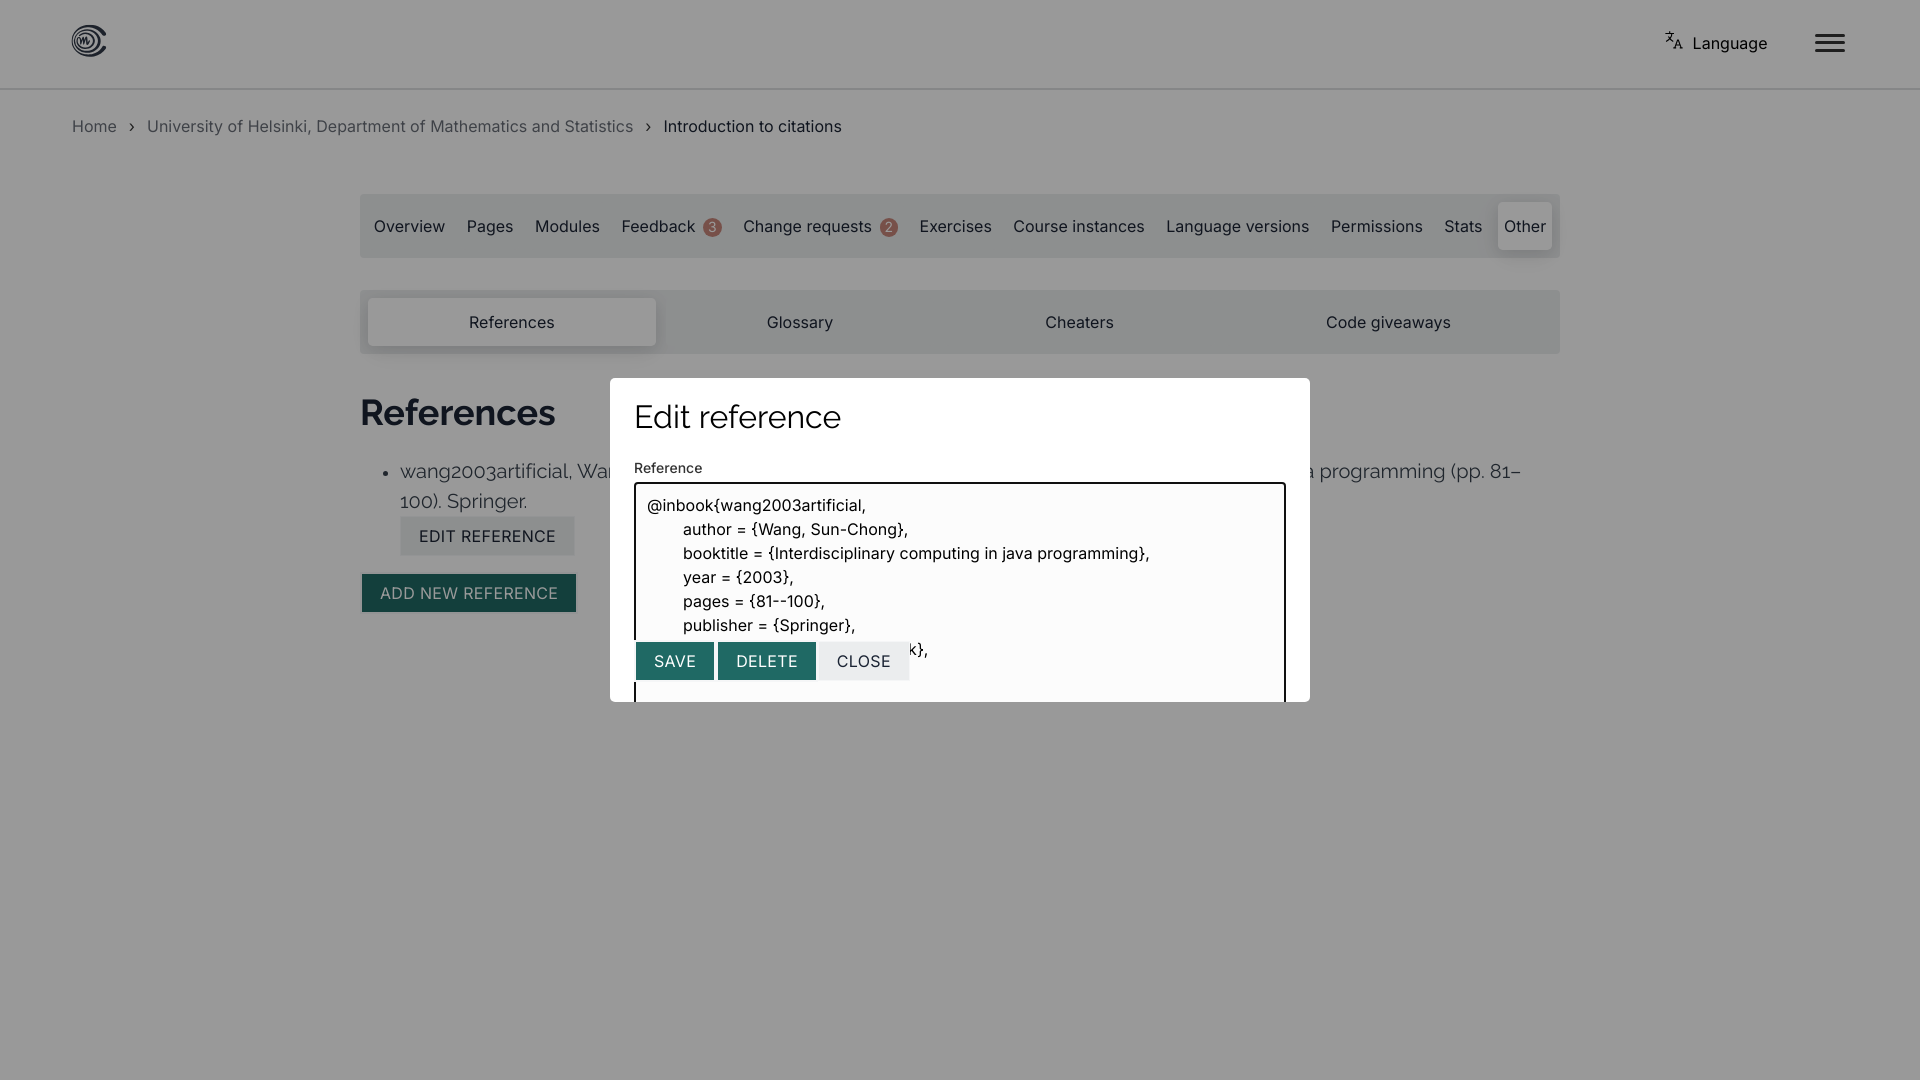 Language
Home › University of Helsinki, Department of Mathematics and Statistics › Introduction to citations
Overview Pages Modules Feedback 3 Change requests 2 Exercises Course instances Language versions Permissions Stats Other
References Glossary Cheaters Code giveaways
References
wang2003artificial, a programming (pp. 81–
100). Springer.
EDIT REFERENCE
ADD NEW REFERENCE
Edit reference
Reference
@inbook{wang2003artificial,
author = {Wang, Sun-Chong},
booktitle = {Interdisciplinary computing in java programming},
year = {2003},
pages = {81--100},
publisher = {Springer},
k},
SAVE DELETE CLOSE